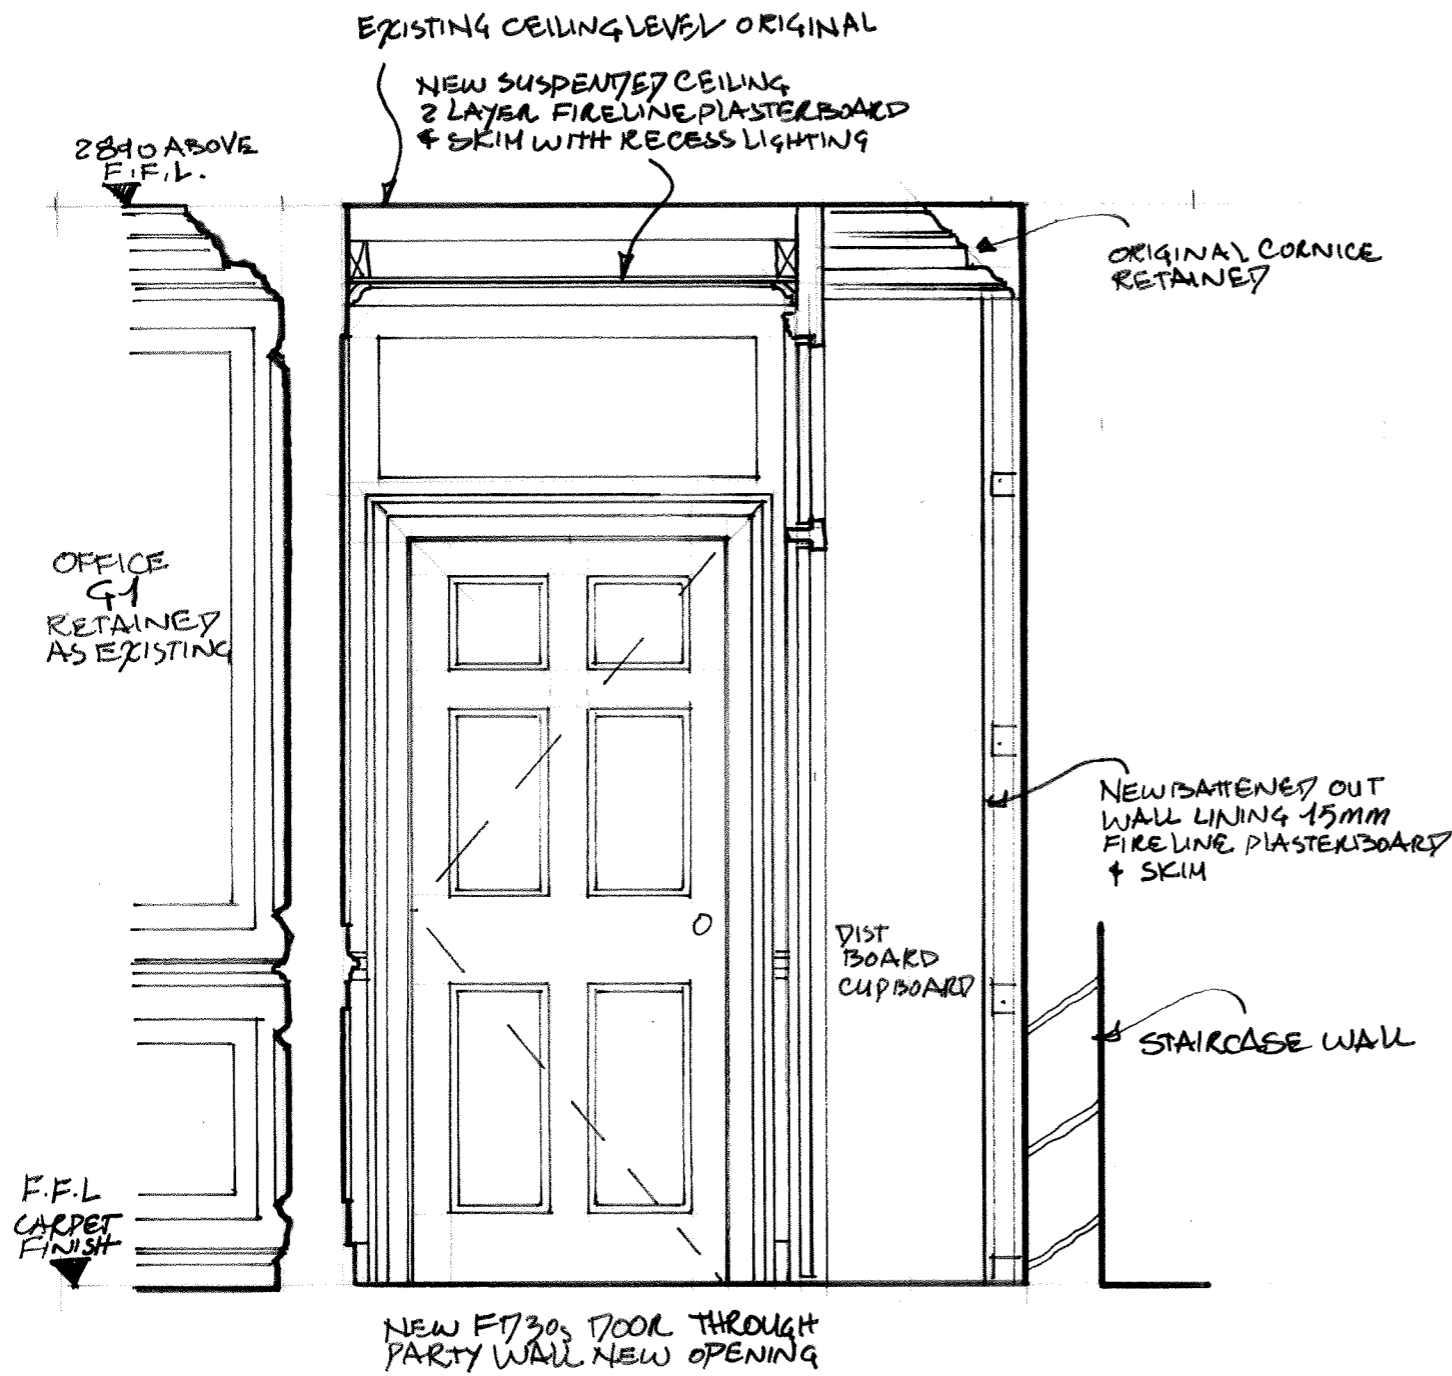 EXISTING CEILING LEVEL ORIGINAL
NEW SUSPENDED CEILING
2 LAYER FIRELINE PLASTERBOARD
& SKIM WITH RECESS LIGHTING
2890 ABOVE
F.F.L.
ORIGINAL CORNICE
RETAINED
OFFICE
G1
RETAINED
AS EXISTING
NEW BATTENED OUT
WALL LINING 15mm
FIRELINE PLASTERBOARD
& SKIM
DIST
BOARD
CUPBOARD
STAIRCASE WALL
F.F.L
CARPET
FINISH
NEW FD30s DOOR THROUGH
PARTY WALL NEW OPENING